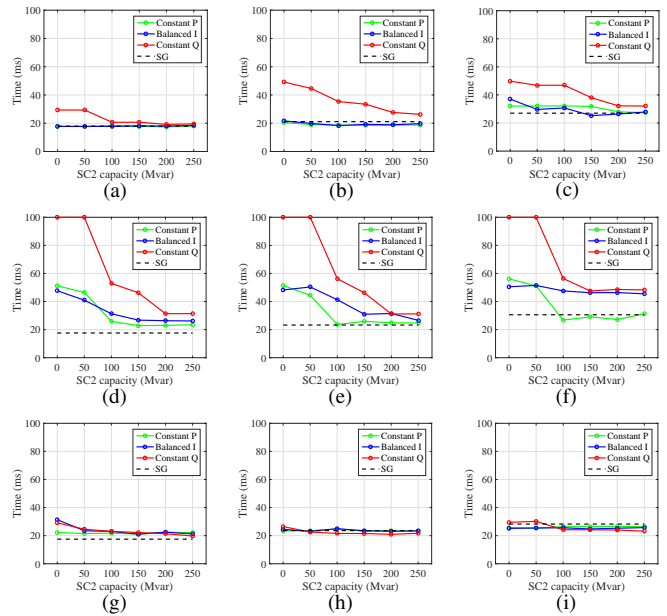 100
80
60
40
20
0
Time (ms)
Constant P
Balanced I
Constant Q
SG
0 50 100 150 200 250
SC2 capacity (Mvar)
(a)
100
80
60
40
20
0
Time (ms)
Constant P
Balanced I
Constant Q
SG
0 50 100 150 200 250
SC2 capacity (Mvar)
(b)
100
80
60
40
20
0
Time (ms)
Constant P
Balanced I
Constant Q
SG
0 50 100 150 200 250
SC2 capacity (Mvar)
(c)
100
80
60
40
20
0
Time (ms)
Constant P
Balanced I
Constant Q
SG
0 50 100 150 200 250
SC2 capacity (Mvar)
(d)
100
80
60
40
20
0
Time (ms)
Constant P
Balanced I
Constant Q
SG
0 50 100 150 200 250
SC2 capacity (Mvar)
(e)
100
80
60
40
20
0
Time (ms)
Constant P
Balanced I
Constant Q
SG
0 50 100 150 200 250
SC2 capacity (Mvar)
(f)
100
80
60
40
20
0
Time (ms)
Constant P
Balanced I
Constant Q
SG
0 50 100 150 200 250
SC2 capacity (Mvar)
(g)
100
80
60
40
20
0
Time (ms)
Constant P
Balanced I
Constant Q
SG
0 50 100 150 200 250
SC2 capacity (Mvar)
(h)
100
80
60
40
20
0
Time (ms)
Constant P
Balanced I
Constant Q
SG
0 50 100 150 200 250
SC2 capacity (Mvar)
(i)